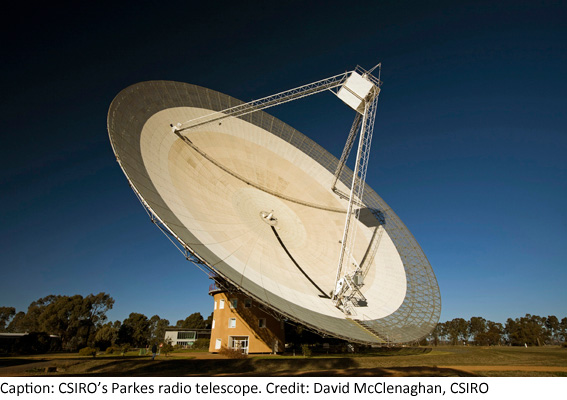 Caption: CSIRO’s Parkes radio telescope. Credit: David McClenaghan, CSIRO